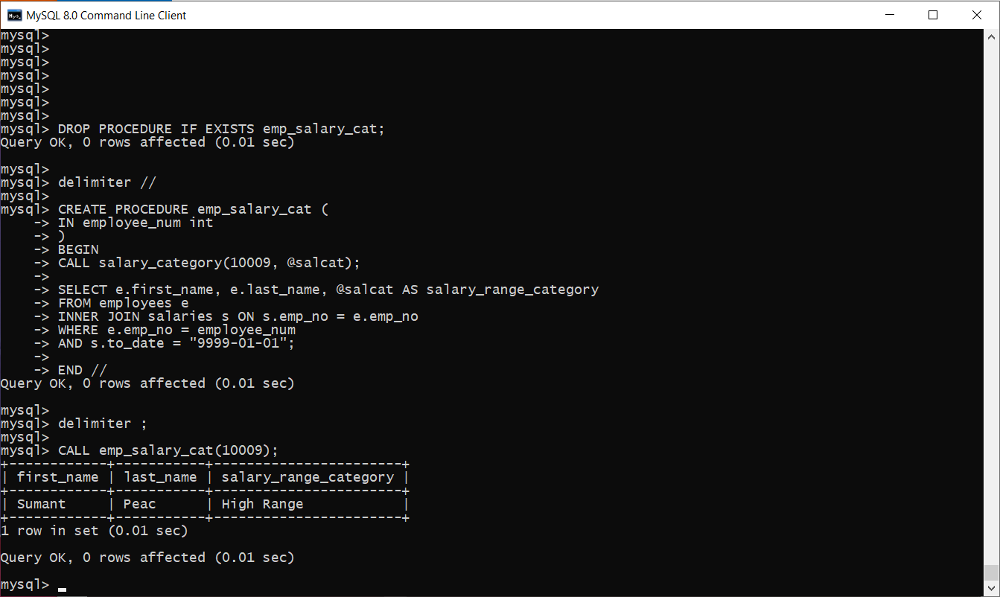 MySQL 8.0 Command Line Client
mysql>
mysql>
mysql>
mysql>
mysql>
mysql>
mysql>
mysql> DROP PROCEDURE IF EXISTS emp_salary_cat;
Query OK, 0 rows affected (0.01 sec)
mysql>
mysql> delimiter //
mysql>
mysql> CREATE PROCEDURE emp_salary_cat (
    -> IN employee_num int
    -> )
    -> BEGIN
    -> CALL salary_category(10009, @salcat);
    ->
    -> SELECT e.first_name, e.last_name, @salcat AS salary_range_category
    -> FROM employees e
    -> INNER JOIN salaries s ON s.emp_no = e.emp_no
    -> WHERE e.emp_no = employee_num
    -> AND s.to_date = "9999-01-01";
    ->
    -> END //
Query OK, 0 rows affected (0.01 sec)
mysql>
mysql> delimiter ;
mysql>
mysql> CALL emp_salary_cat(10009);
+------------+-----------+-----------------------+
| first_name | last_name | salary_range_category |
+------------+-----------+-----------------------+
| Sumant     | Peac      | High Range            |
+------------+-----------+-----------------------+
1 row in set (0.01 sec)
Query OK, 0 rows affected (0.01 sec)
mysql>